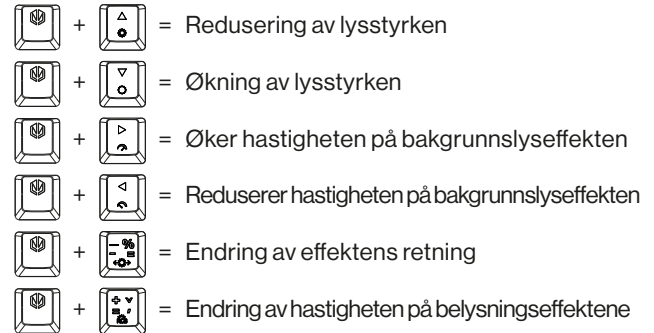 + = Redusering av lysstyrken
+ = Økning av lysstyrken
+ = Øker hastigheten på bakgrunnslyseffekten
+ = Reduserer hastigheten på bakgrunnslyseffekten
+ = Endring av effektens retning
+ = Endring av hastigheten på belysningseffektene